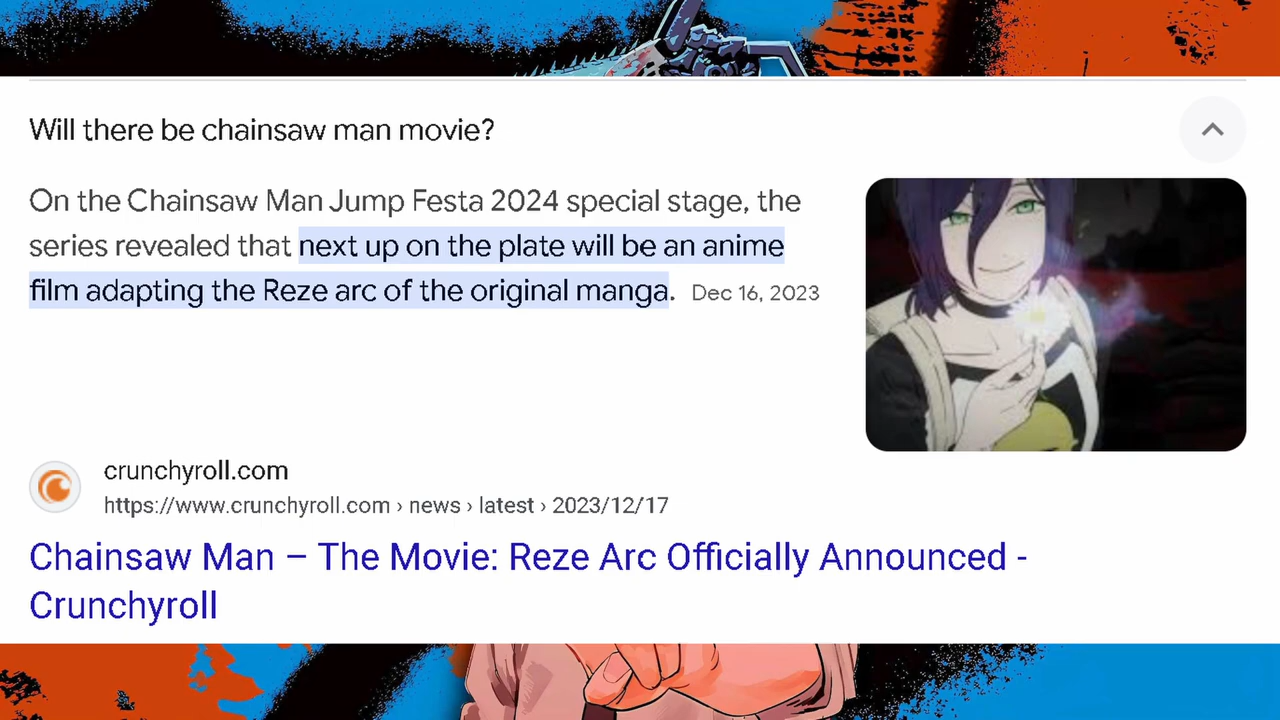 Will there be chainsaw man movie?
On the Chainsaw Man Jump Festa 2024 special stage, the
series revealed that next up on the plate will be an anime
film adapting the Reze arc of the original manga. Dec 16, 2023
crunchyroll.com
https://www.crunchyroll.com › news › latest › 2023/12/17
Chainsaw Man – The Movie: Reze Arc Officially Announced -
Crunchyroll